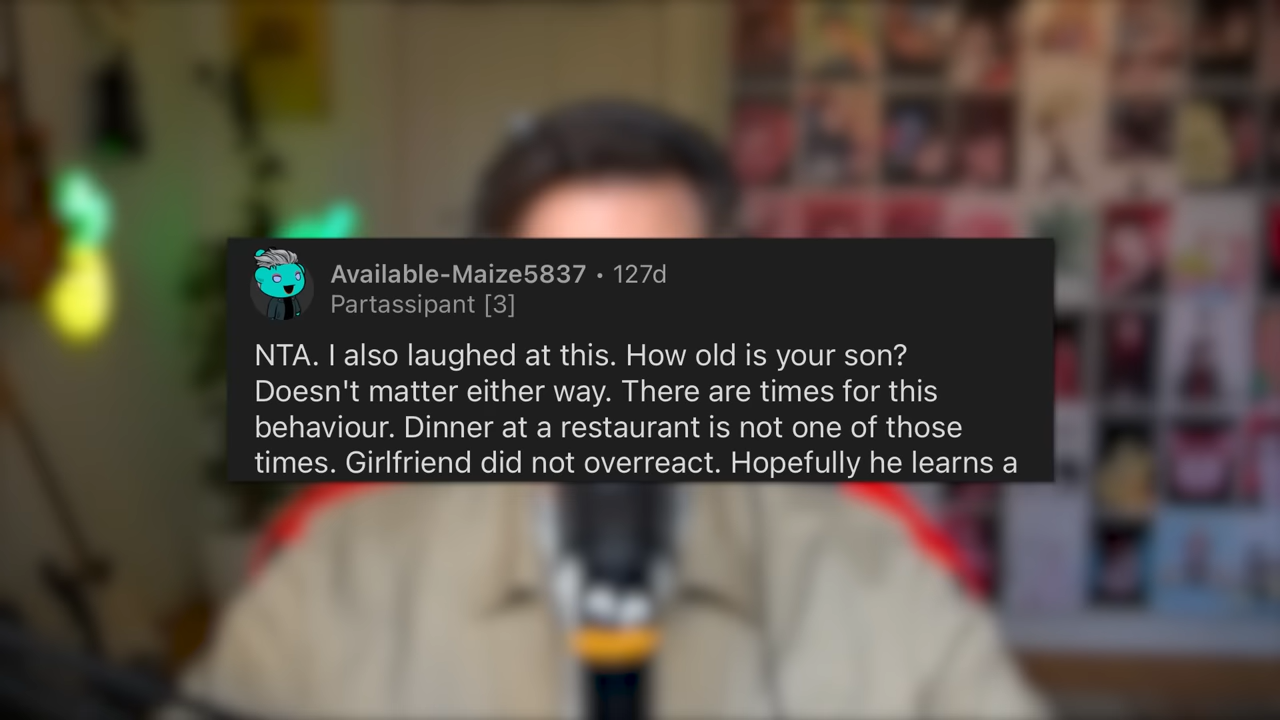 Available-Maize5837 • 127d
Partassipant [3]
NTA. I also laughed at this. How old is your son?
Doesn't matter either way. There are times for this
behaviour. Dinner at a restaurant is not one of those
times. Girlfriend did not overreact. Hopefully he learns a